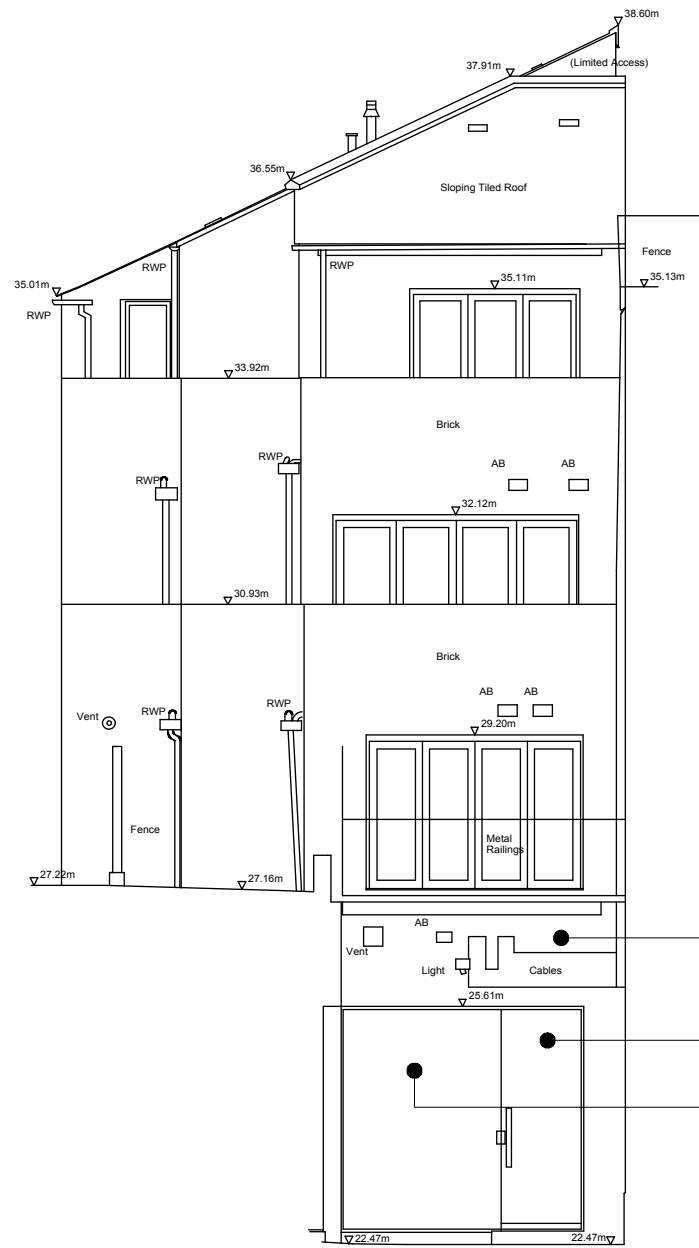 38.60m
(Limited Access)
37.91m
36.55m
Sloping Tiled Roof
Fence
RWP
RWP
35.13m
35.11m
35.01m
RWP
33.92m
Brick
RWP
AB
AB
RWP
32.12m
30.93m
Brick
AB
AB
RWP
RWP
Vent
29.20m
Fence
Metal
Railings
27.22m
27.16m
AB
Vent
Light
Cables
25.61m
22.47m
22.47m